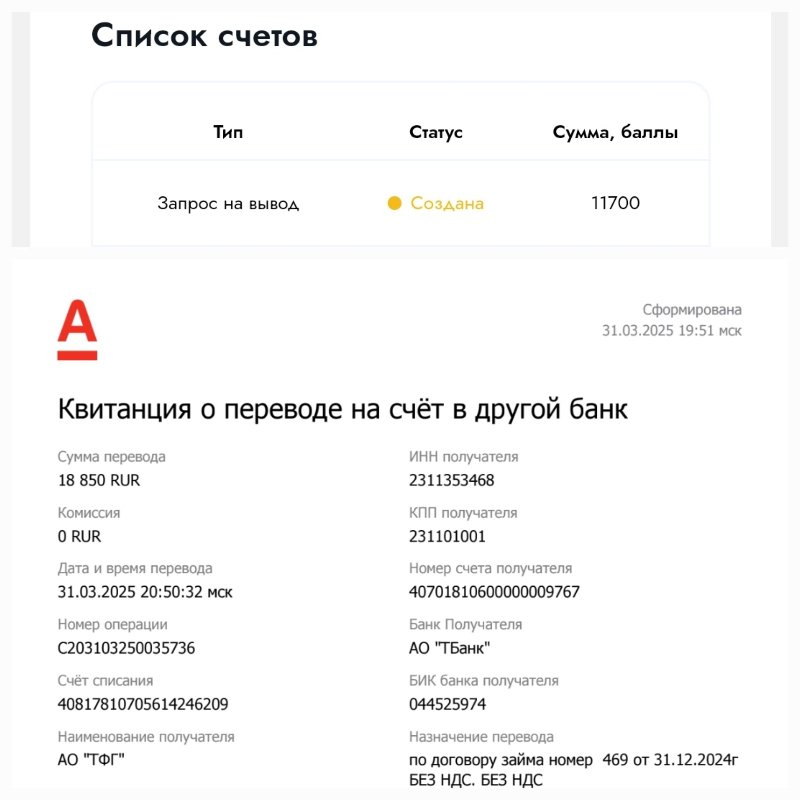 Список счетов
Тип Статус Сумма, баллы
Запрос на вывод Создана 11700
А
Сформирована
31.03.2025 19:51 мск
Квитанция о переводе на счёт в другой банк
Сумма перевода ИНН получателя
18 850 RUR 2311353468
Комиссия КПП получателя
0 RUR 231101001
Дата и время перевода Номер счета получателя
31.03.2025 20:50:32 мск 40701810600000009767
Номер операции Банк Получателя
C203103250035736 АО "ТБанк"
Счёт списания БИК банка получателя
40817810705614246209 044525974
Наименование получателя Назначение перевода
АО "ТФГ" по договору займа номер 469 от 31.12.2024г
БЕЗ НДС. БЕЗ НДС